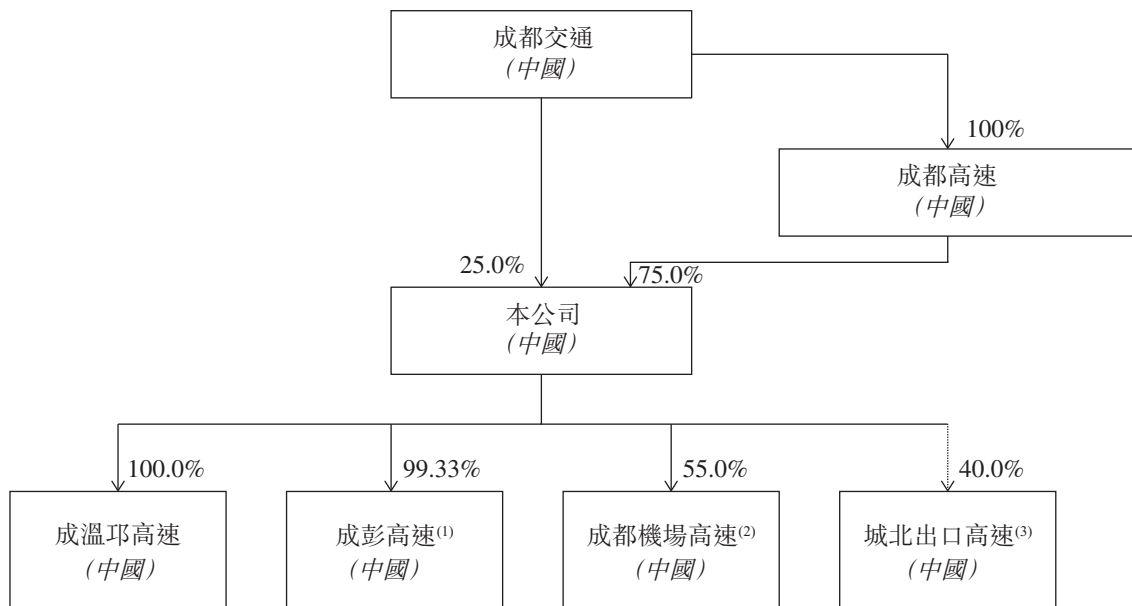 成都交通
（中國）
100%
成都高速
（中國）
25.0%
75.0%
本公司
（中國）
100.0%
99.33%
55.0%
40.0%
成溫邛高速
（中國）
成彭高速(1)
（中國）
成都機場高速(2)
（中國）
城北出口高速(3)
（中國）